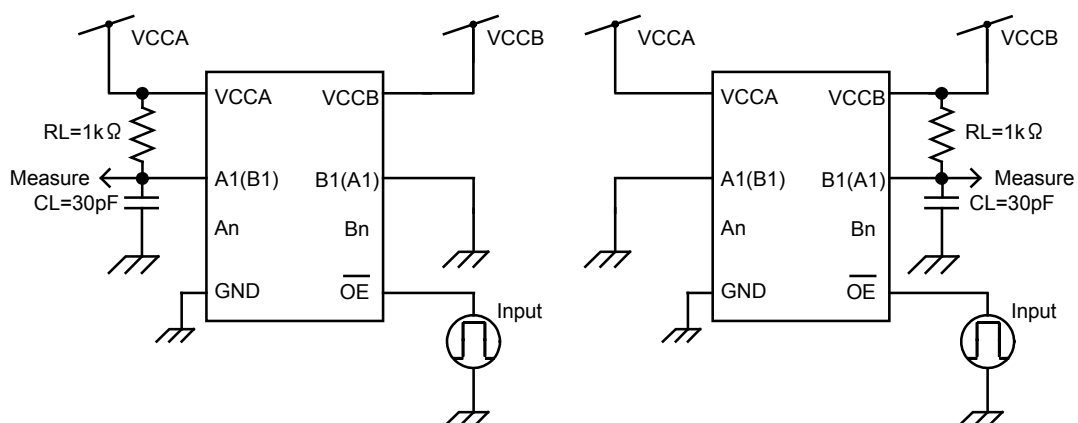 VCCA
VCCB
VCCA
VCCB
RL=1kΩ
Measure
CL=30pF
A1(B1)
B1(A1)
An
Bn
GND
OE
Input
VCCA
VCCB
VCCA
VCCB
RL=1kΩ
Measure
CL=30pF
A1(B1)
B1(A1)
An
Bn
GND
OE
Input